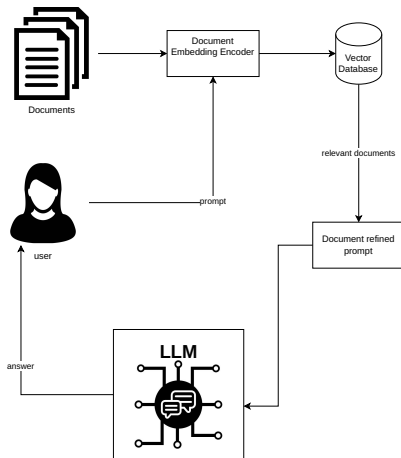 Document
Embedding Encoder
Vector
Database
Documents
relevant documents
prompt
user
Document refined
prompt
LLM
answer